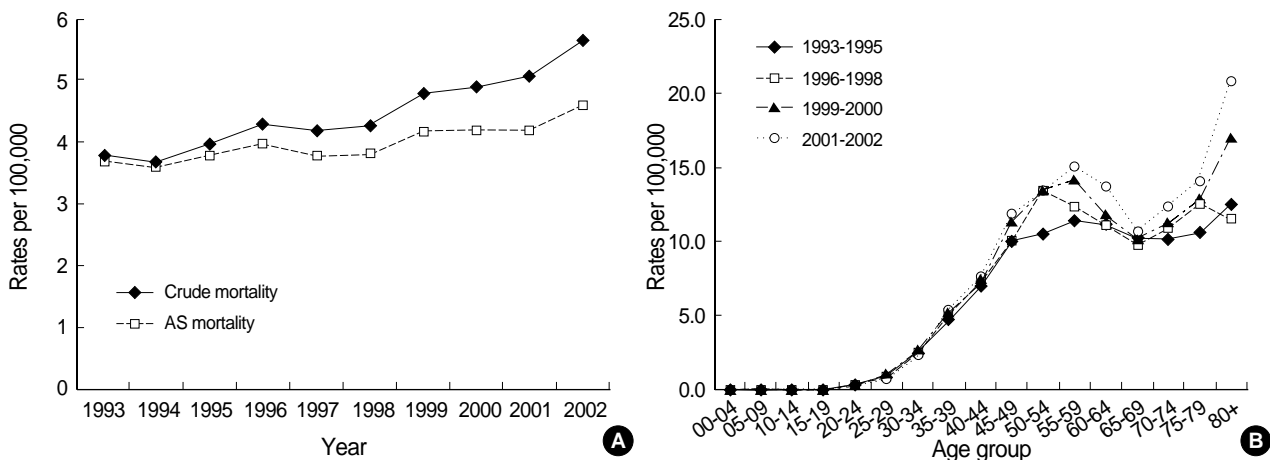 6
5
4
3
2
1
0
Rates per 100,000
Crude mortality
AS mortality
1993 1994 1995 1996 1997 1998 1999 2000 2001 2002
Year
A
25.0
20.0
15.0
10.0
5.0
0.0
Rates per 100,000
1993-1995
1996-1998
1999-2000
2001-2002
00-04 05-09 10-14 15-19 20-24 25-29 30-34 35-39 40-44 45-49 50-54 55-59 60-64 65-69 70-74 75-79 80+
Age group
B